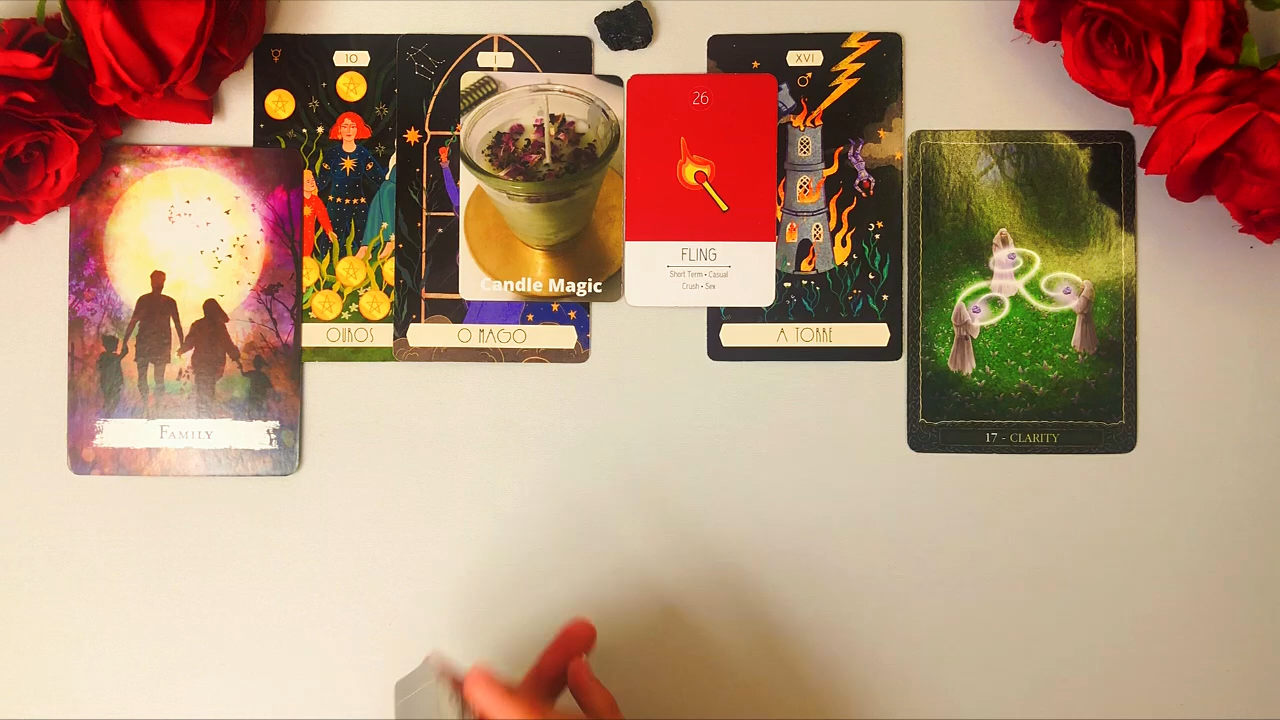 10
OUROS
I
O MAGO
Candle Magic
26
FLING
Short Term • Casual
Crush • Sex
XVI
A TORRE
FAMILY
17 - CLARITY